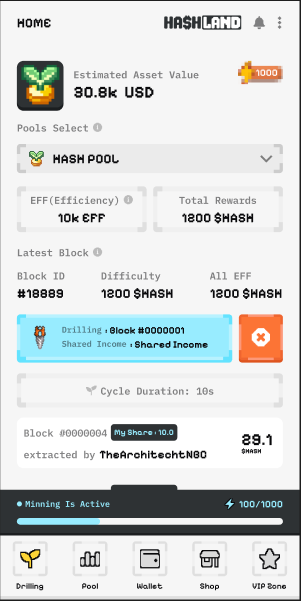 HOME
HA$HLAND
Estimated Asset Value
1000
30.8k USD
Pools Select
HASH POOL
EFF(Efficiency)
Total Rewards
10k EFF
1200 $HASH
Latest Block
Block ID
Difficulty
All EFF
#18889
1200 $HASH
1200 $HASH
Drilling : Block #0000001
Shared Income : Shared Income
Cycle Duration: 10s
Block #0000004 My Share : 10.0
89.1
$HASH
extracted by TheArchitechtNGO
Minning Is Active
100/1000
Drilling
Pool
Wallet
Shop
VIP Zone